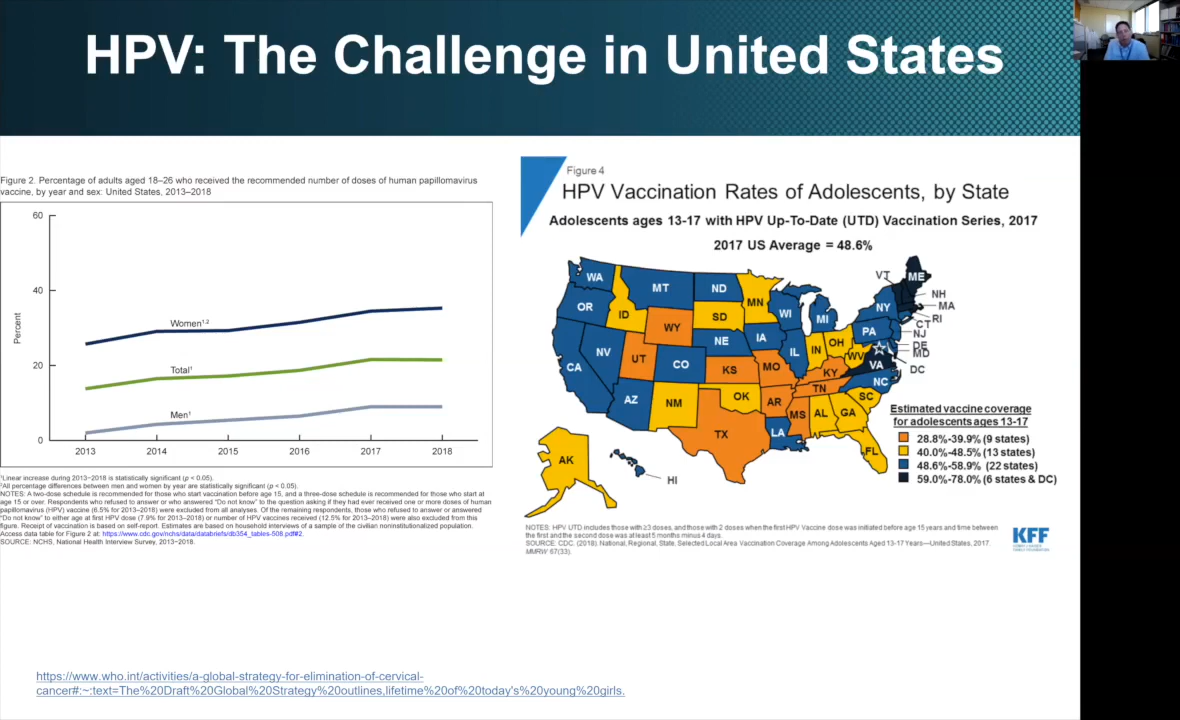 HPV: The Challenge in United States
Figure 2. Percentage of adults aged 18–26 who received the recommended number of doses of human papillomavirus
vaccine, by year and sex: United States, 2013–2018
60
40
20
0
Percent
Women¹,²
Total¹
Men¹
2013 2014 2015 2016 2017 2018
¹Linear increase during 2013–2018 is statistically significant (p < 0.05).
²All percentage differences between men and women by year are statistically significant (p < 0.05).
NOTES: A two-dose schedule is recommended for those who start vaccination before age 15, and a three-dose schedule is recommended for those who start at
age 15 or over. Respondents who refused to answer or who answered "Do not know" to the question asking if they had ever received one or more doses of human
papillomavirus (HPV) vaccine (6.5% for 2013–2018) were excluded from all analyses. Of the remaining respondents, those who refused to answer or answered
"Do not know" to either age at first HPV dose (7.9% for 2013–2018) or number of HPV vaccines received (12.5% for 2013–2018) were also excluded from this
figure. Receipt of vaccination is based on self-report. Estimates are based on household interviews of a sample of the civilian noninstitutionalized population.
Access data table for Figure 2 at: https://www.cdc.gov/nchs/data/databriefs/db354_tables-508.pdf#2.
SOURCE: NCHS, National Health Interview Survey, 2013–2018.
Figure 4
HPV Vaccination Rates of Adolescents, by State
Adolescents ages 13-17 with HPV Up-To-Date (UTD) Vaccination Series, 2017
2017 US Average = 48.6%
WA MT ND MN VT ME
OR ID SD WI MI NY NH
MA
RI
CT
WY NE IA PA NJ
DE
MD
NV UT CO IL IN OH WV VA DC
CA KS MO KY NC
AZ NM OK AR TN SC
TX LA MS AL GA FL
AK HI
Estimated vaccine coverage
for adolescents ages 13-17
28.8%-39.9% (9 states)
40.0%-48.5% (13 states)
48.6%-58.9% (22 states)
59.0%-78.0% (6 states & DC)
NOTES: HPV UTD includes those with ≥3 doses, and those with 2 doses when the first HPV Vaccine dose was initiated before age 15 years and time between
the first and the second dose was at least 5 months minus 4 days.
SOURCE: CDC. (2018). National, Regional, State, Selected Local Area Vaccination Coverage Among Adolescents Aged 13-17 Years—United States, 2017.
MMRW 67(33).
KFF
https://www.who.int/activities/a-global-strategy-for-elimination-of-cervical-
cancer#:~:text=The%20Draft%20Global%20Strategy%20outlines,lifetime%20of%20today's%20young%20girls.